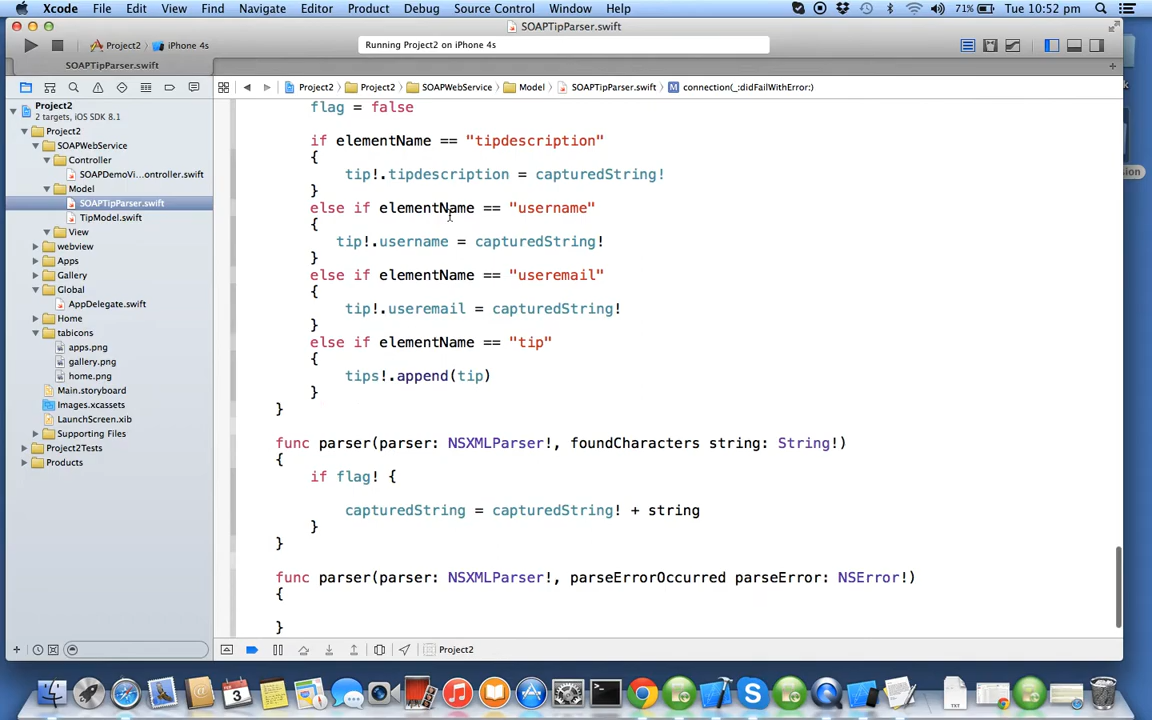 Xcode File Edit View Find Navigate Editor Product Debug Source Control Window Help 71% Tue 10:52 pm
SOAPTipParser.swift
Project2 iPhone 4s
Running Project2 on iPhone 4s
SOAPTipParser.swift
Project2 Project2 SOAPWebService Model SOAPTipParser.swift M connection(_:didFailWithError:)
Project2
2 targets, iOS SDK 8.1
Project2
SOAPWebService
Controller
SOAPDemoVi...ontroller.swift
Model
SOAPTipParser.swift
TipModel.swift
View
webview
Apps
Gallery
Global
AppDelegate.swift
Home
tabicons
apps.png
gallery.png
home.png
Main.storyboard
Images.xcassets
LaunchScreen.xib
Supporting Files
Project2Tests
Products
flag = false
if elementName == "tipdescription"
{
tip!.tipdescription = capturedString!
}
else if elementName == "username"
{
tip!.username = capturedString!
}
else if elementName == "useremail"
{
tip!.useremail = capturedString!
}
else if elementName == "tip"
{
tips!.append(tip)
}
}
func parser(parser: NSXMLParser!, foundCharacters string: String!)
{
if flag! {
capturedString = capturedString! + string
}
}
func parser(parser: NSXMLParser!, parseErrorOccurred parseError: NSError!)
{
}
Project2
3
TXT